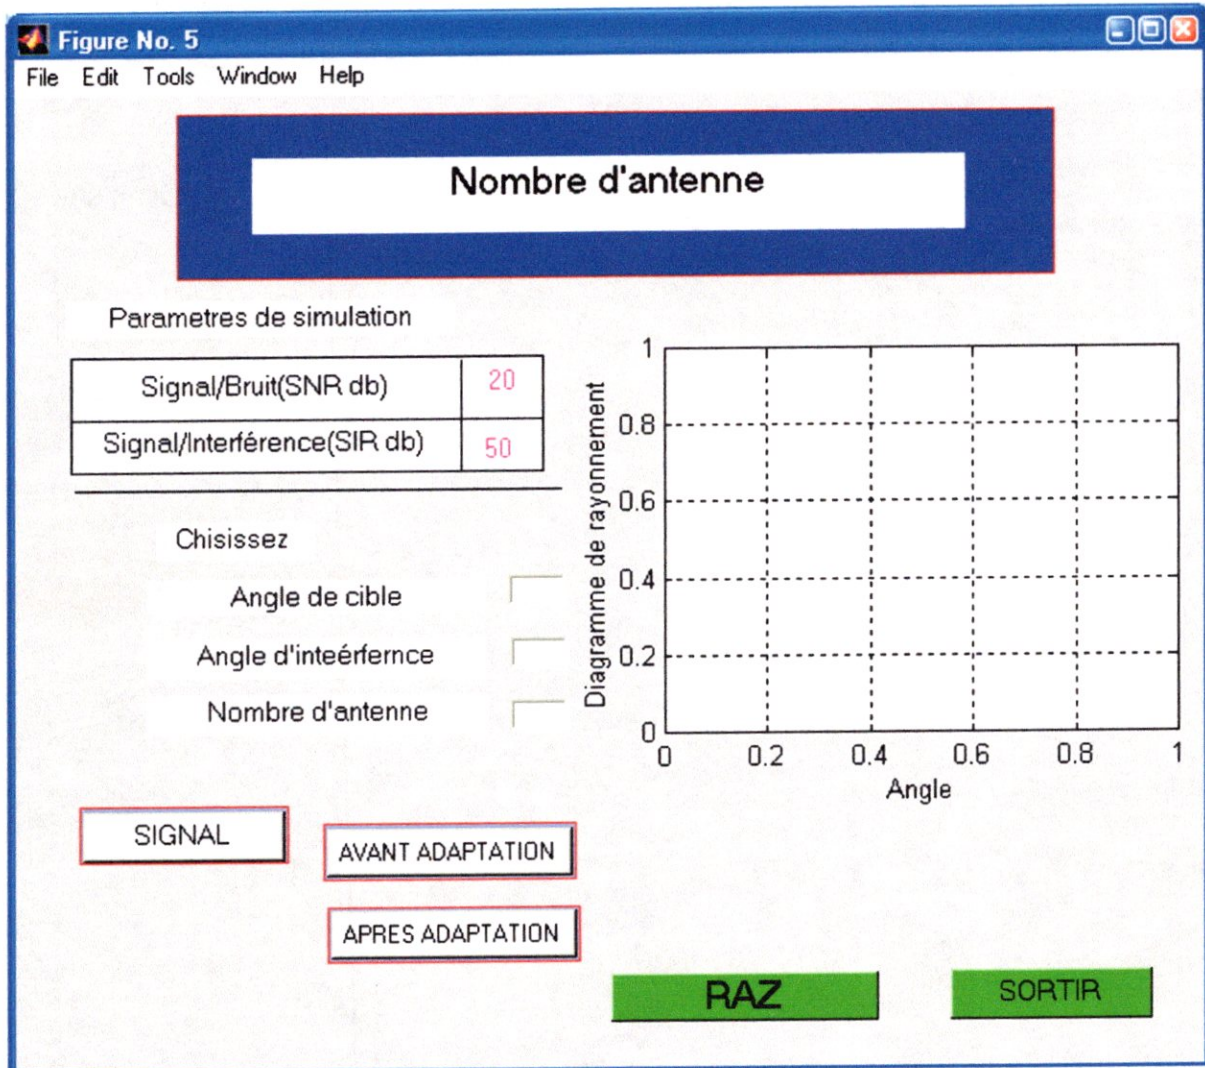 Figure No. 5
File Edit Tools Window Help
Nombre d'antenne
Parametres de simulation
Signal/Bruit(SNR db) 20
Signal/Interférence(SIR db) 50
Chisissez
Angle de cible
Angle d'inteérfernce
Nombre d'antenne
SIGNAL
AVANT ADAPTATION
APRES ADAPTATION
Diagramme de rayonnement
1
0.8
0.6
0.4
0.2
0
0 0.2 0.4 0.6 0.8 1
Angle
RAZ
SORTIR